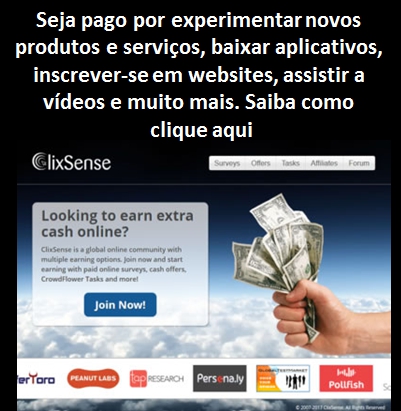 Seja pago por experimentar novos
produtos e serviços, baixar aplicativos,
inscrever-se em websites, assistir a
vídeos e muito mais. Saiba como
clique aqui
ClixSense
Surveys Offers Tasks Affiliates Forum
Looking to earn extra
cash online?
ClixSense is a global online community with
multiple earning options. Join now and start
earning with paid online surveys, cash offers,
CrowdFlower Tasks and more!
Join Now!
PEANUT LABS
Tap RESEARCH
Persona.ly
POLLFISH
© 2007-2017 ClixSense. All Rights Reserved